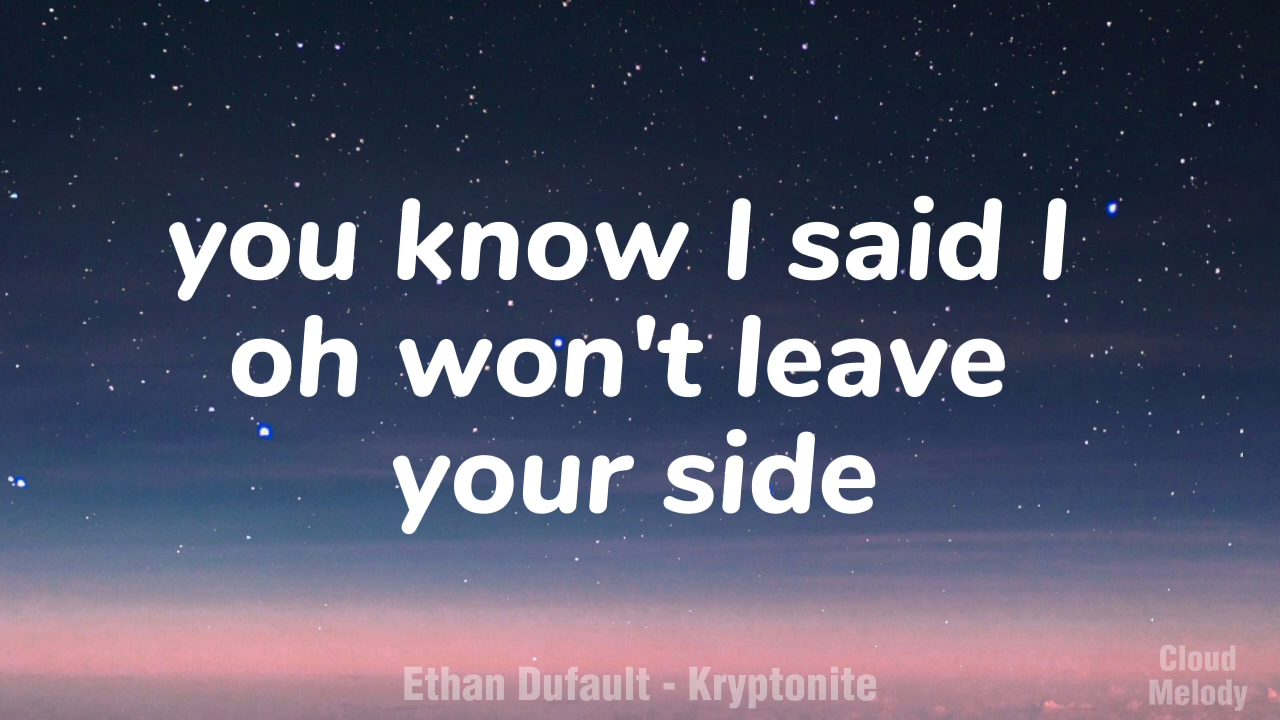 you know I said I
oh won't leave
your side
Ethan Dufault - Kryptonite
Cloud
Melody